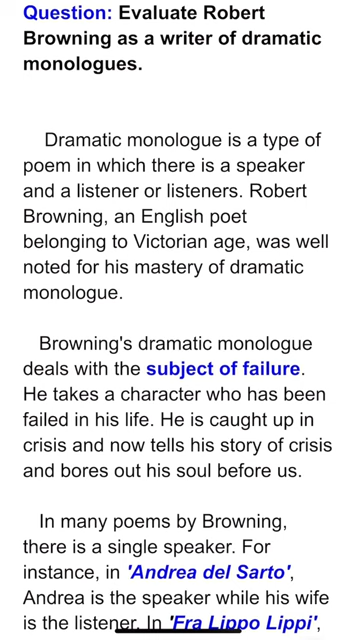 Question: Evaluate Robert
Browning as a writer of dramatic
monologues.
Dramatic monologue is a type of
poem in which there is a speaker
and a listener or listeners. Robert
Browning, an English poet
belonging to Victorian age, was well
noted for his mastery of dramatic
monologue.
Browning's dramatic monologue
deals with the subject of failure.
He takes a character who has been
failed in his life. He is caught up in
crisis and now tells his story of crisis
and bores out his soul before us.
In many poems by Browning,
there is a single speaker. For
instance, in 'Andrea del Sarto',
Andrea is the speaker while his wife
is the listener. In 'Fra Lippo Lippi',